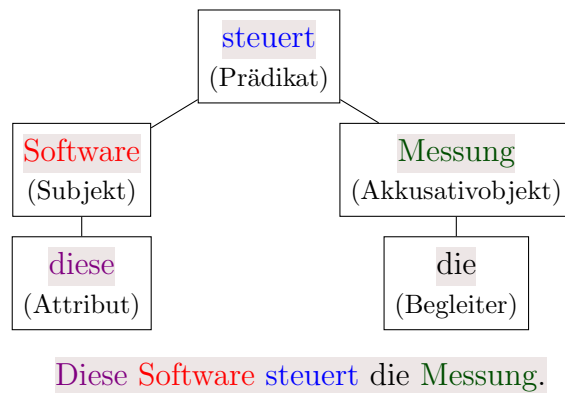 steuert
(Prädikat)
Software
(Subjekt)
Messung
(Akkusativobjekt)
diese
(Attribut)
die
(Begleiter)
Diese Software steuert die Messung.